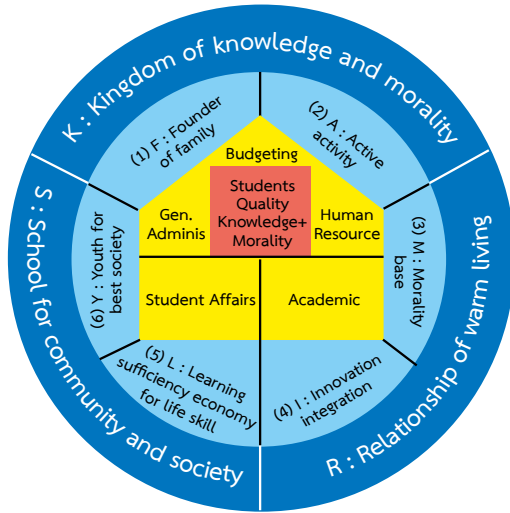 K : Kingdom of knowledge and morality
(1) F : Founder
of family
(2) A : Active
activity
Budgeting
Students
Quality
Knowledge+
Morality
Gen.
Adminis
Human
Resource
(3) M : Morality
base
(6) Y : Youth for
best society
Student Affairs
Academic
(5) L : Learning
sufficiency economy
for life skill
(4) I : Innovation
integration
S : School for community and society
R : Relationship of warm living